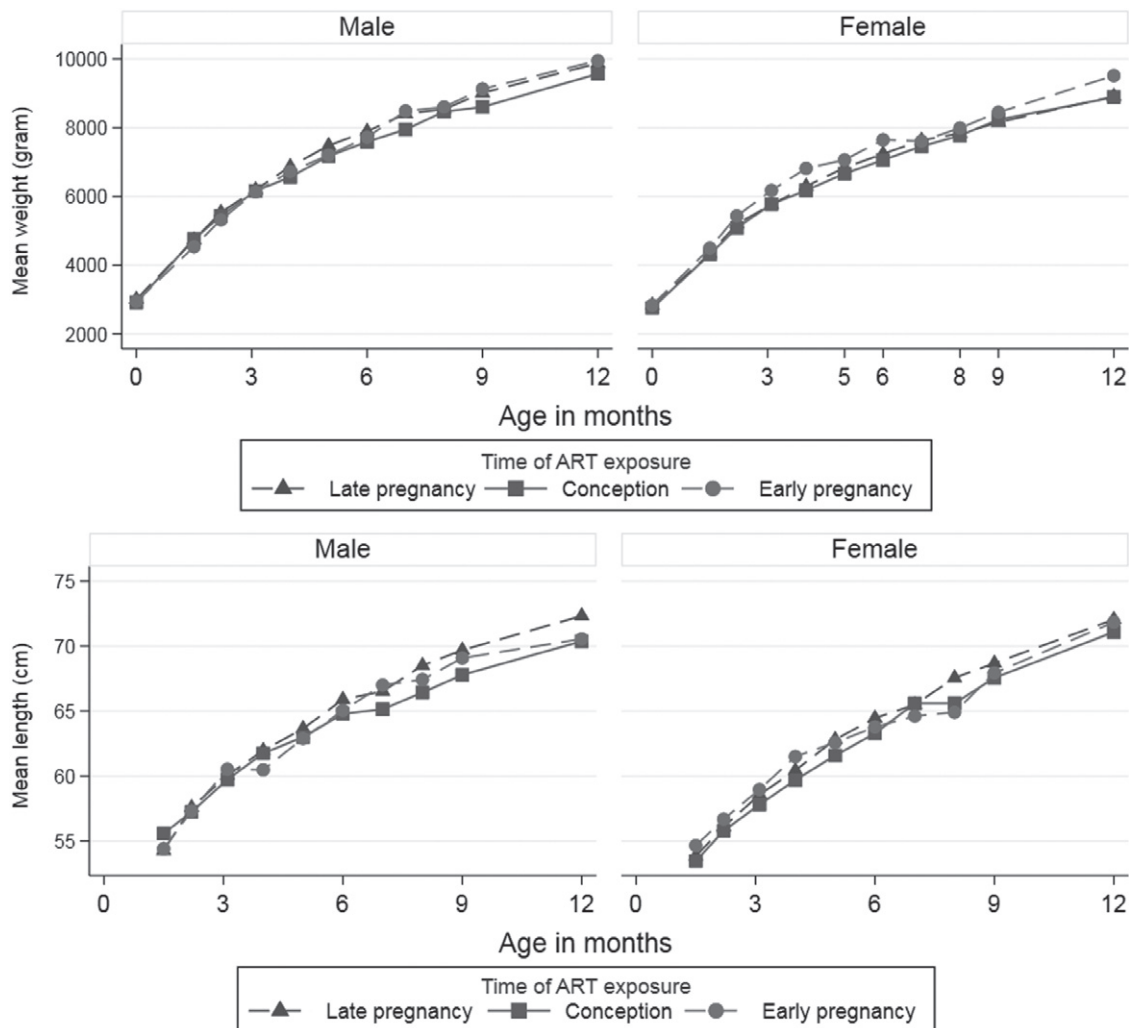 Male
Female
Mean weight (gram)
10000
8000
6000
4000
2000
0 3 6 9 12
0 3 5 6 8 9 12
Age in months
Time of ART exposure
Late pregnancy Conception Early pregnancy
Male
Female
Mean length (cm)
75
70
65
60
55
0 3 6 9 12
0 3 6 9 12
Age in months
Time of ART exposure
Late pregnancy Conception Early pregnancy